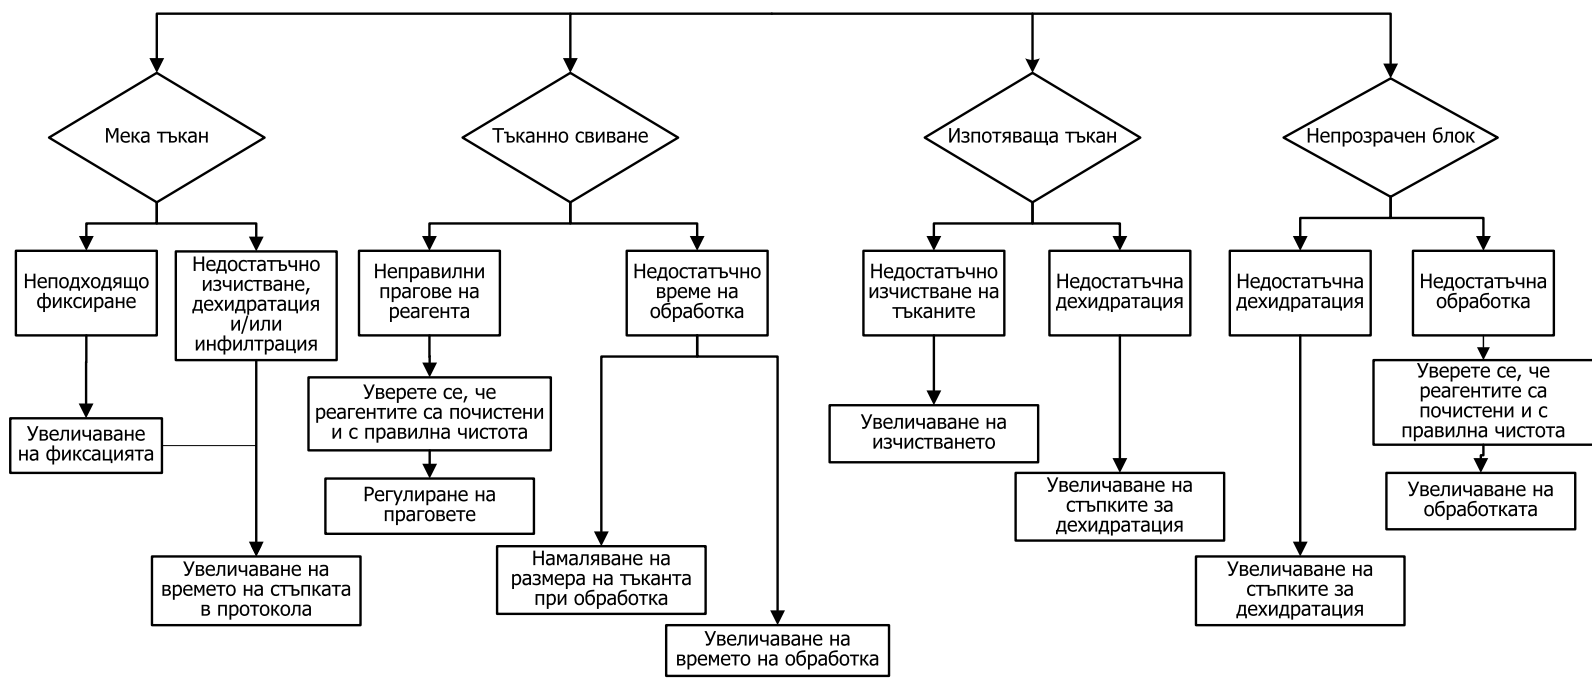 Мека тъкан
Тъканно свиване
Изпотяваща тъкан
Непрозрачен блок
Неподходящо
фиксиране
Недостатъчно
изчистване,
дехидратация
и/или
инфилтрация
Неправилни
прагове на
реагента
Недостатъчно
време на
обработка
Недостатъчно
изчистване на
тъканите
Недостатъчна
дехидратация
Недостатъчна
дехидратация
Недостатъчна
обработка
Увеличаване
на фиксацията
Уверете се, че
реагентите са почистени
и с правилна чистота
Увеличаване на
изчистването
Уверете се, че
реагентите са
почистени и с
правилна чистота
Регулиране на
праговете
Увеличаване на
стъпките за
дехидратация
Увеличаване на
обработката
Увеличаване на
времето на стъпката
в протокола
Намаляване на
размера на тъканта
при обработка
Увеличаване на
стъпките за
дехидратация
Увеличаване на
времето на обработка